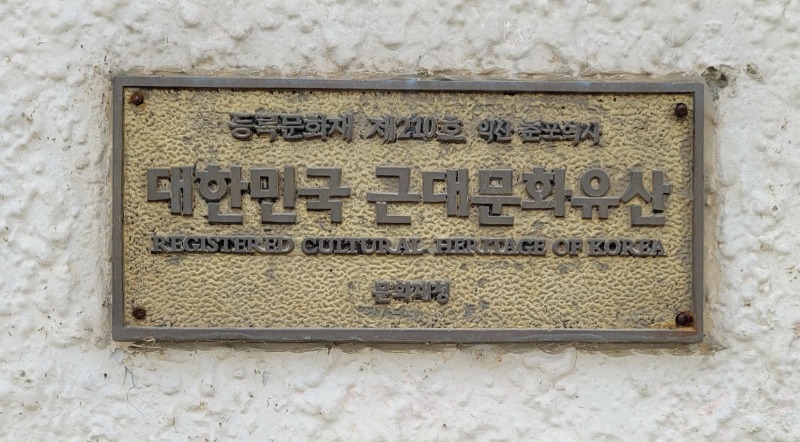 등록문화재 제210호 익산 춘포역사
대한민국 근대문화유산
REGISTERED CULTURAL HERITAGE OF KOREA
문화재청